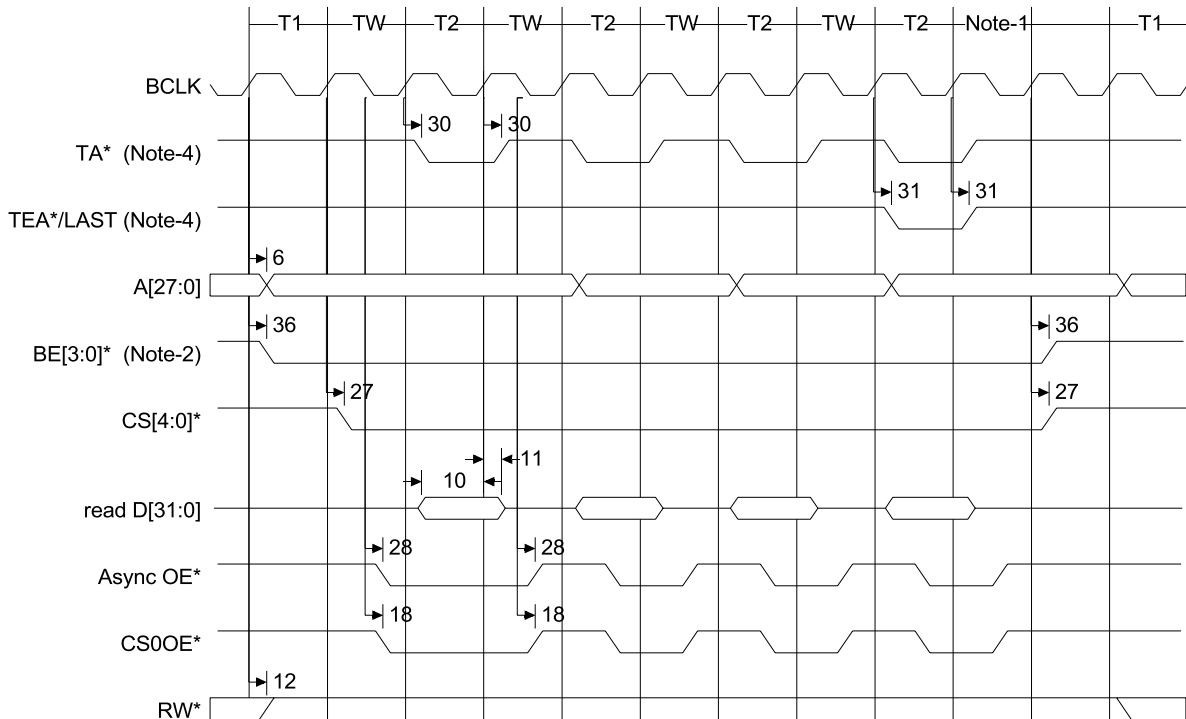 T1 TW T2 TW T2 TW T2 TW T2 Note-1 T1
BCLK
30 30
TA* (Note-4)
31 31
TEA*/LAST (Note-4)
6
A[27:0]
36 36
BE[3:0]* (Note-2)
27 27
CS[4:0]*
11
10
read D[31:0]
28 28
Async OE*
18 18
CS0OE*
12
RW*